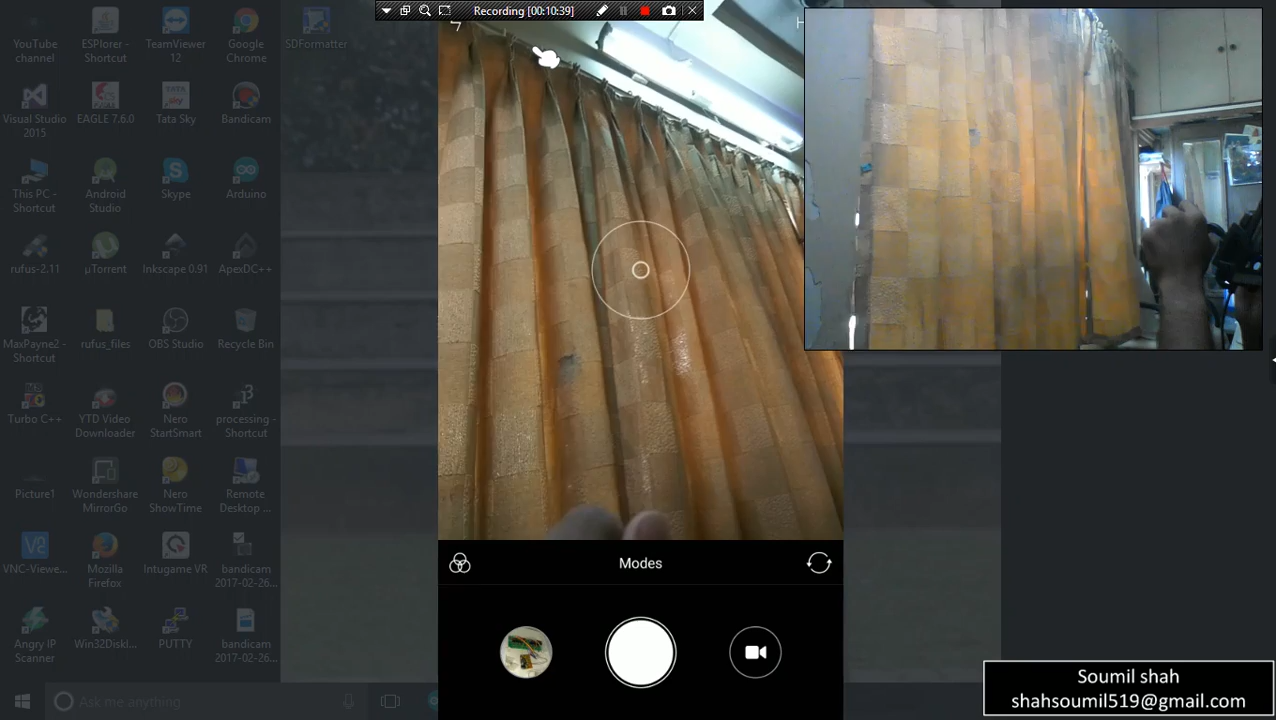 Recording [00:10:39]
YouTube channel
ESPlorer - Shortcut
TeamViewer 12
Google Chrome
SDFormatter
Visual Studio 2015
EAGLE 7.6.0
Tata Sky
Bandicam
TATA sky
This PC - Shortcut
Android Studio
Skype
Arduino
rufus-2.11
µTorrent
Inkscape 0.91
ApexDC++
MaxPayne2 - Shortcut
rufus_files
OBS Studio
Recycle Bin
Turbo C++
YTD Video Downloader
Nero StartSmart
processing - Shortcut
Picture1
Wondershare MirrorGo
Nero ShowTime
Remote Desktop ...
VNC-Viewe...
Mozilla Firefox
Intugame VR
bandicam 2017-02-26...
Angry IP Scanner
Win32DiskI...
PUTTY
bandicam 2017-02-26...
Modes
Ask me anything
Soumil shah
shahsoumil519@gmail.com